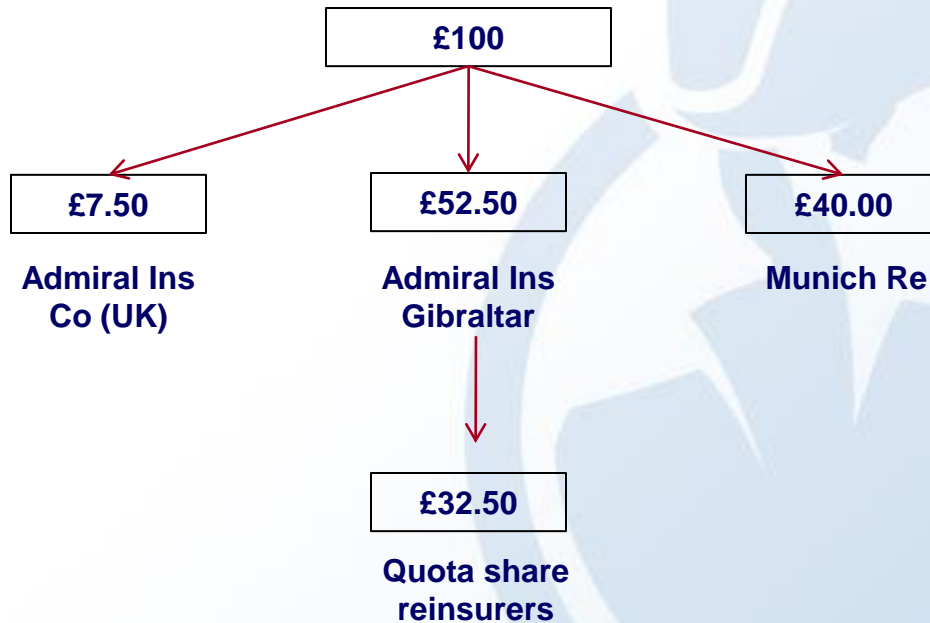 £100
£7.50
£52.50
£40.00
Admiral Ins
Co (UK)
Admiral Ins
Gibraltar
Munich Re
£32.50
Quota share
reinsurers